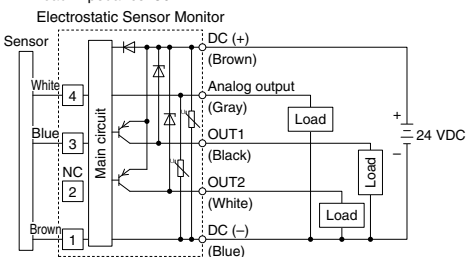 Electrostatic Sensor Monitor
Sensor
DC (+)
(Brown)
White
4
Analog output
(Gray)
Load
+
24 VDC
−
Blue
3
Main circuit
OUT1
(Black)
Load
NC
2
OUT2
(White)
Load
Brown
1
DC (−)
(Blue)